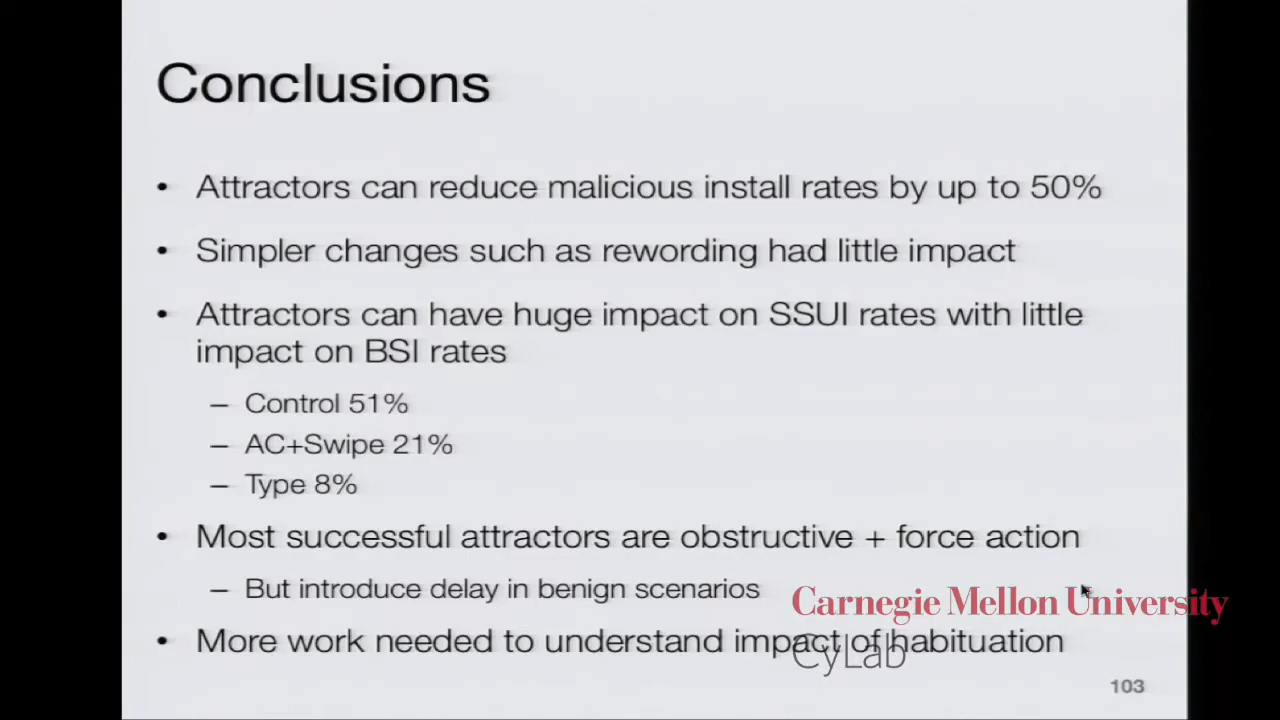 Conclusions
• Attractors can reduce malicious install rates by up to 50%
• Simpler changes such as rewording had little impact
• Attractors can have huge impact on SSUI rates with little
impact on BSI rates
– Control 51%
– AC+Swipe 21%
– Type 8%
• Most successful attractors are obstructive + force action
– But introduce delay in benign scenarios
Carnegie Mellon University
• More work needed to understand impact of habituation
CyLab
103